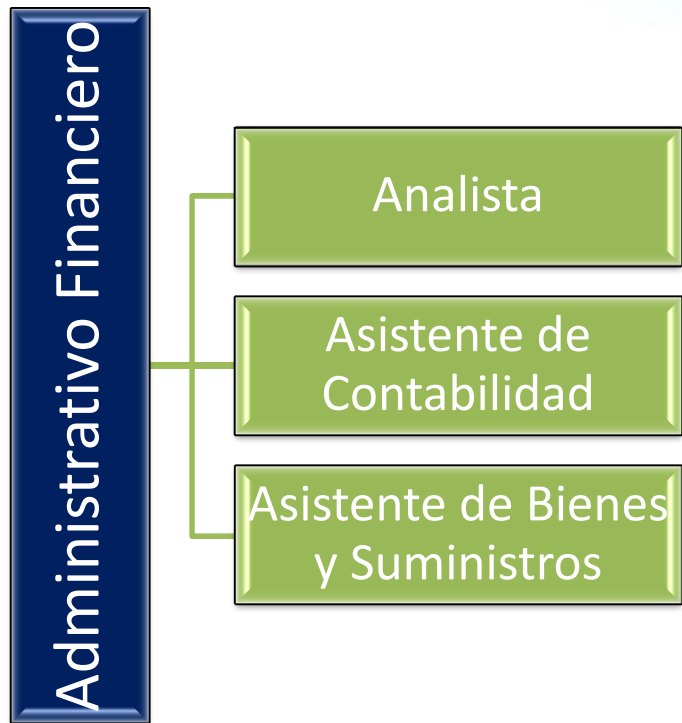 Administrativo Financiero
Analista
Asistente de
Contabilidad
Asistente de Bienes
y Suministros